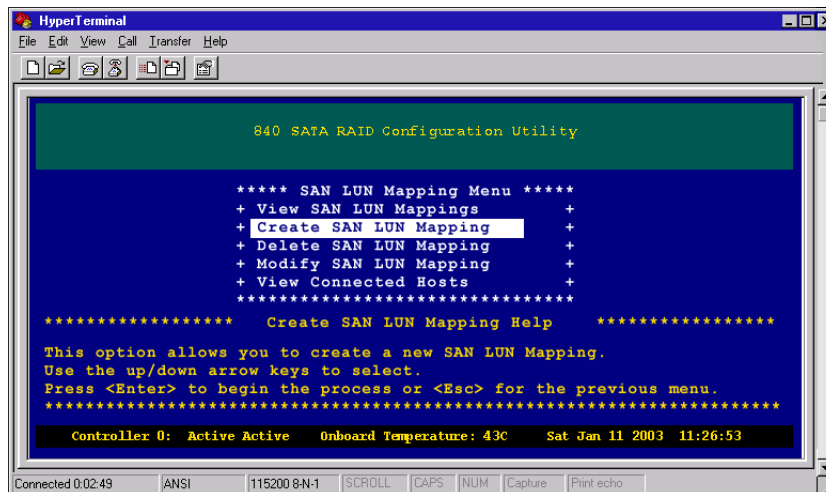 HyperTerminal
File Edit View Call Transfer Help
840 SATA RAID Configuration Utility
***** SAN LUN Mapping Menu *****
+ View SAN LUN Mappings +
+ Create SAN LUN Mapping +
+ Delete SAN LUN Mapping +
+ Modify SAN LUN Mapping +
+ View Connected Hosts +
********************************
****************** Create SAN LUN Mapping Help *****************
This option allows you to create a new SAN LUN Mapping.
Use the up/down arrow keys to select.
Press <Enter> to begin the process or <Esc> for the previous menu.
**********************************************************************
Controller 0: Active Active Onboard Temperature: 43C Sat Jan 11 2003 11:26:53
Connected 0:02:49 ANSI 115200 8-N-1 SCROLL CAPS NUM Capture Print echo